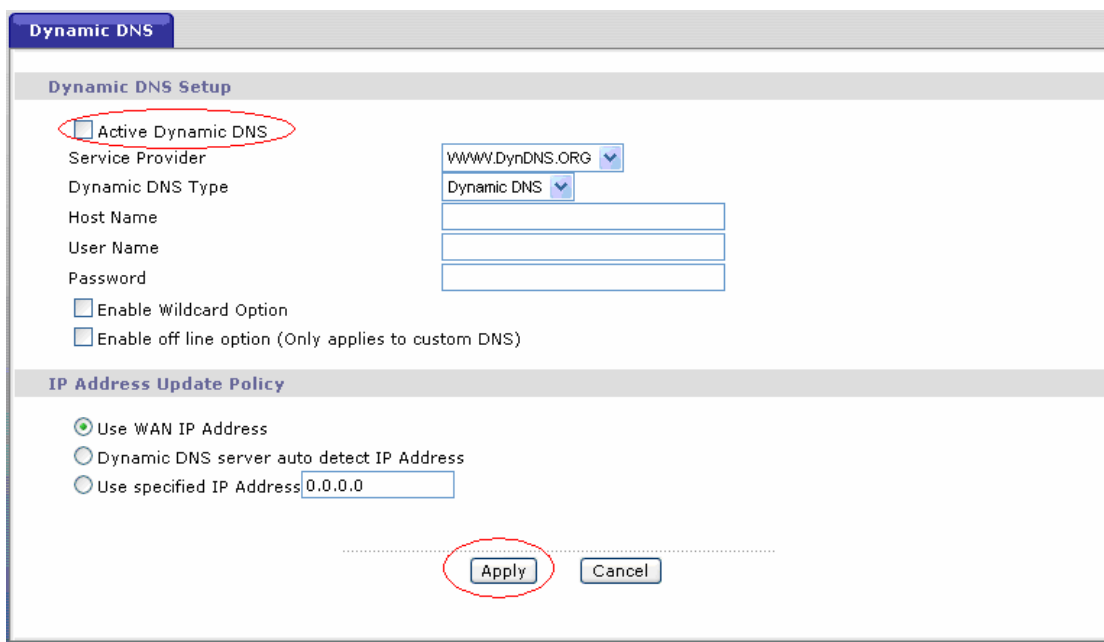 Dynamic DNS
Dynamic DNS Setup
Active Dynamic DNS
Service Provider WWW.DynDNS.ORG
Dynamic DNS Type Dynamic DNS
Host Name
User Name
Password
Enable Wildcard Option
Enable off line option (Only applies to custom DNS)
IP Address Update Policy
Use WAN IP Address
Dynamic DNS server auto detect IP Address
Use specified IP Address 0.0.0.0
Apply Cancel